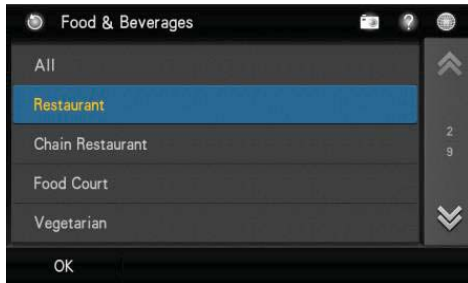 Food & Beverages ?
All
Restaurant
Chain Restaurant
2
9
Food Court
Vegetarian
OK